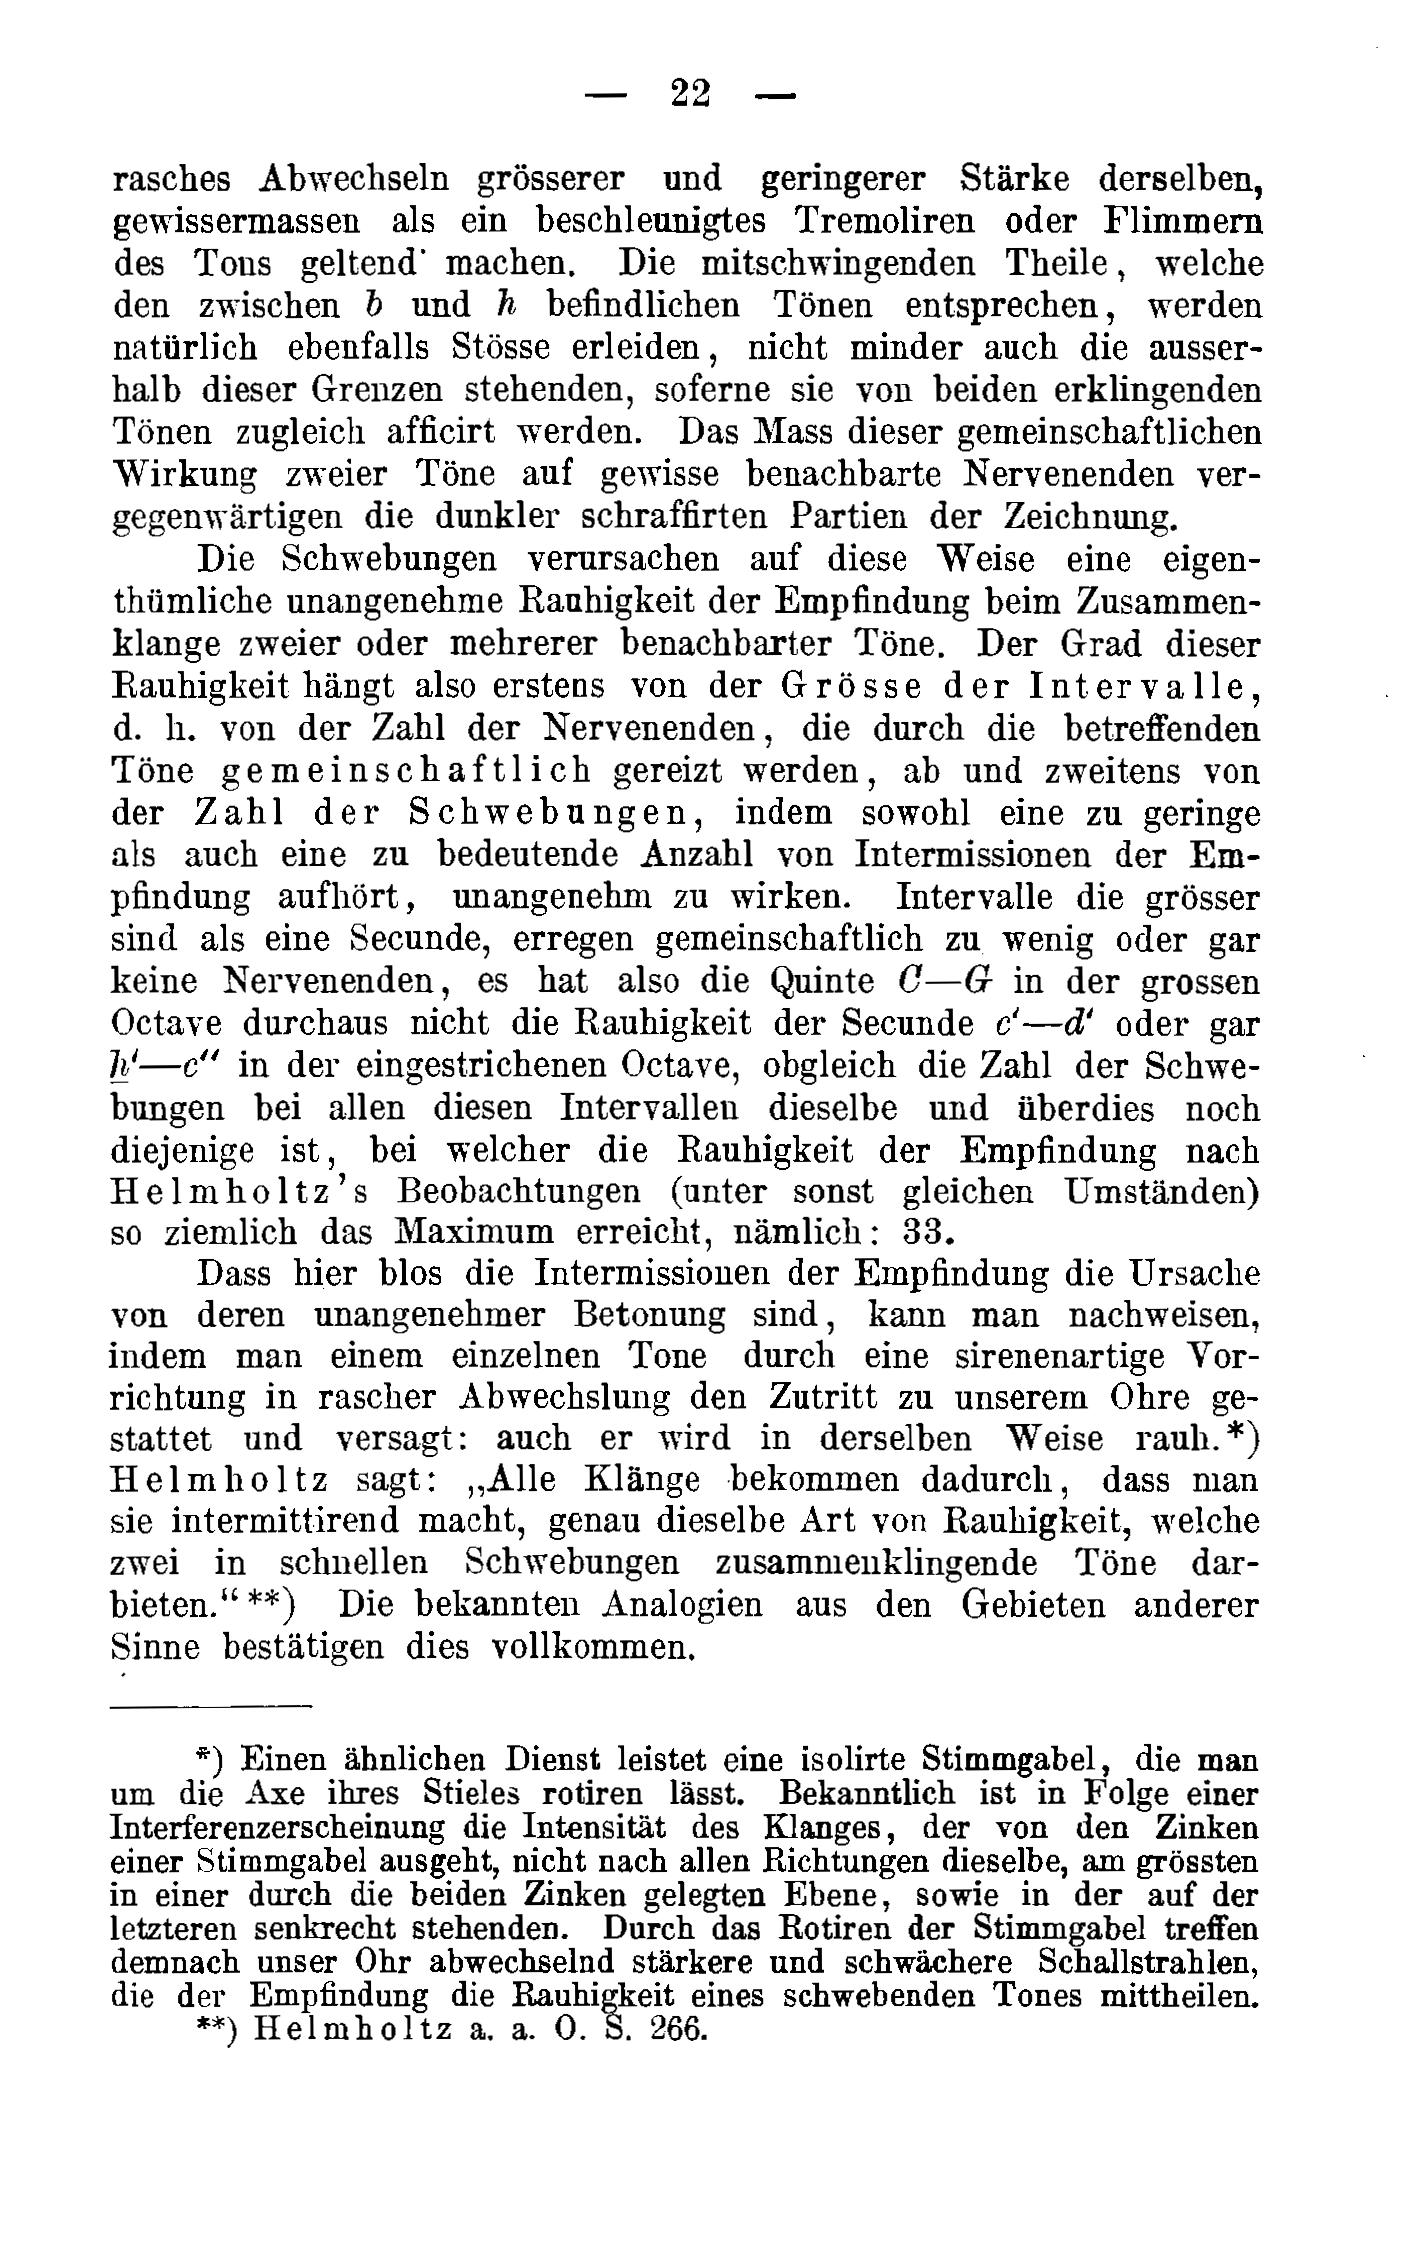 — 22 —
rasches Abwechseln grösserer und geringerer Stärke derselben,
gewissermassen als ein beschleunigtes Tremoliren oder Flimmern
des Tons geltend machen. Die mitschwingenden Theile, welche
den zwischen b und h befindlichen Tönen entsprechen, werden
natürlich ebenfalls Stösse erleiden, nicht minder auch die ausser-
halb dieser Grenzen stehenden, soferne sie von beiden erklingenden
Tönen zugleich afficirt werden. Das Mass dieser gemeinschaftlichen
Wirkung zweier Töne auf gewisse benachbarte Nervenenden ver-
gegenwärtigen die dunkler schraffirten Partien der Zeichnung.
Die Schwebungen verursachen auf diese Weise eine eigen-
thümliche unangenehme Rauhigkeit der Empfindung beim Zusammen-
klange zweier oder mehrerer benachbarter Töne. Der Grad dieser
Rauhigkeit hängt also erstens von der Grösse der Intervalle,
d. h. von der Zahl der Nervenenden, die durch die betreffenden
Töne gemeinschaftlich gereizt werden, ab und zweitens von
der Zahl der Schwebungen, indem sowohl eine zu geringe
als auch eine zu bedeutende Anzahl von Intermissionen der Em-
pfindung aufhört, unangenehm zu wirken. Intervalle die grösser
sind als eine Secunde, erregen gemeinschaftlich zu wenig oder gar
keine Nervenenden, es hat also die Quinte C—G in der grossen
Octave durchaus nicht die Rauhigkeit der Secunde c'—d' oder gar
h'—c'' in der eingestrichenen Octave, obgleich die Zahl der Schwe-
bungen bei allen diesen Intervallen dieselbe und überdies noch
diejenige ist, bei welcher die Rauhigkeit der Empfindung nach
Helmholtz's Beobachtungen (unter sonst gleichen Umständen)
so ziemlich das Maximum erreicht, nämlich: 33.
Dass hier blos die Intermissionen der Empfindung die Ursache
von deren unangenehmer Betonung sind, kann man nachweisen,
indem man einem einzelnen Tone durch eine sirenenartige Vor-
richtung in rascher Abwechslung den Zutritt zu unserem Ohre ge-
stattet und versagt: auch er wird in derselben Weise rauh.*)
Helmholtz sagt: „Alle Klänge bekommen dadurch, dass man
sie intermittirend macht, genau dieselbe Art von Rauhigkeit, welche
zwei in schnellen Schwebungen zusammenklingende Töne dar-
bieten.“**) Die bekannten Analogien aus den Gebieten anderer
Sinne bestätigen dies vollkommen.
*) Einen ähnlichen Dienst leistet eine isolirte Stimmgabel, die man
um die Axe ihres Stieles rotiren lässt. Bekanntlich ist in Folge einer
Interferenzerscheinung die Intensität des Klanges, der von den Zinken
einer Stimmgabel ausgeht, nicht nach allen Richtungen dieselbe, am grössten
in einer durch die beiden Zinken gelegten Ebene, sowie in der auf der
letzteren senkrecht stehenden. Durch das Rotiren der Stimmgabel treffen
demnach unser Ohr abwechselnd stärkere und schwächere Schallstrahlen,
die der Empfindung die Rauhigkeit eines schwebenden Tones mittheilen.
**) Helmholtz a. a. O. S. 266.